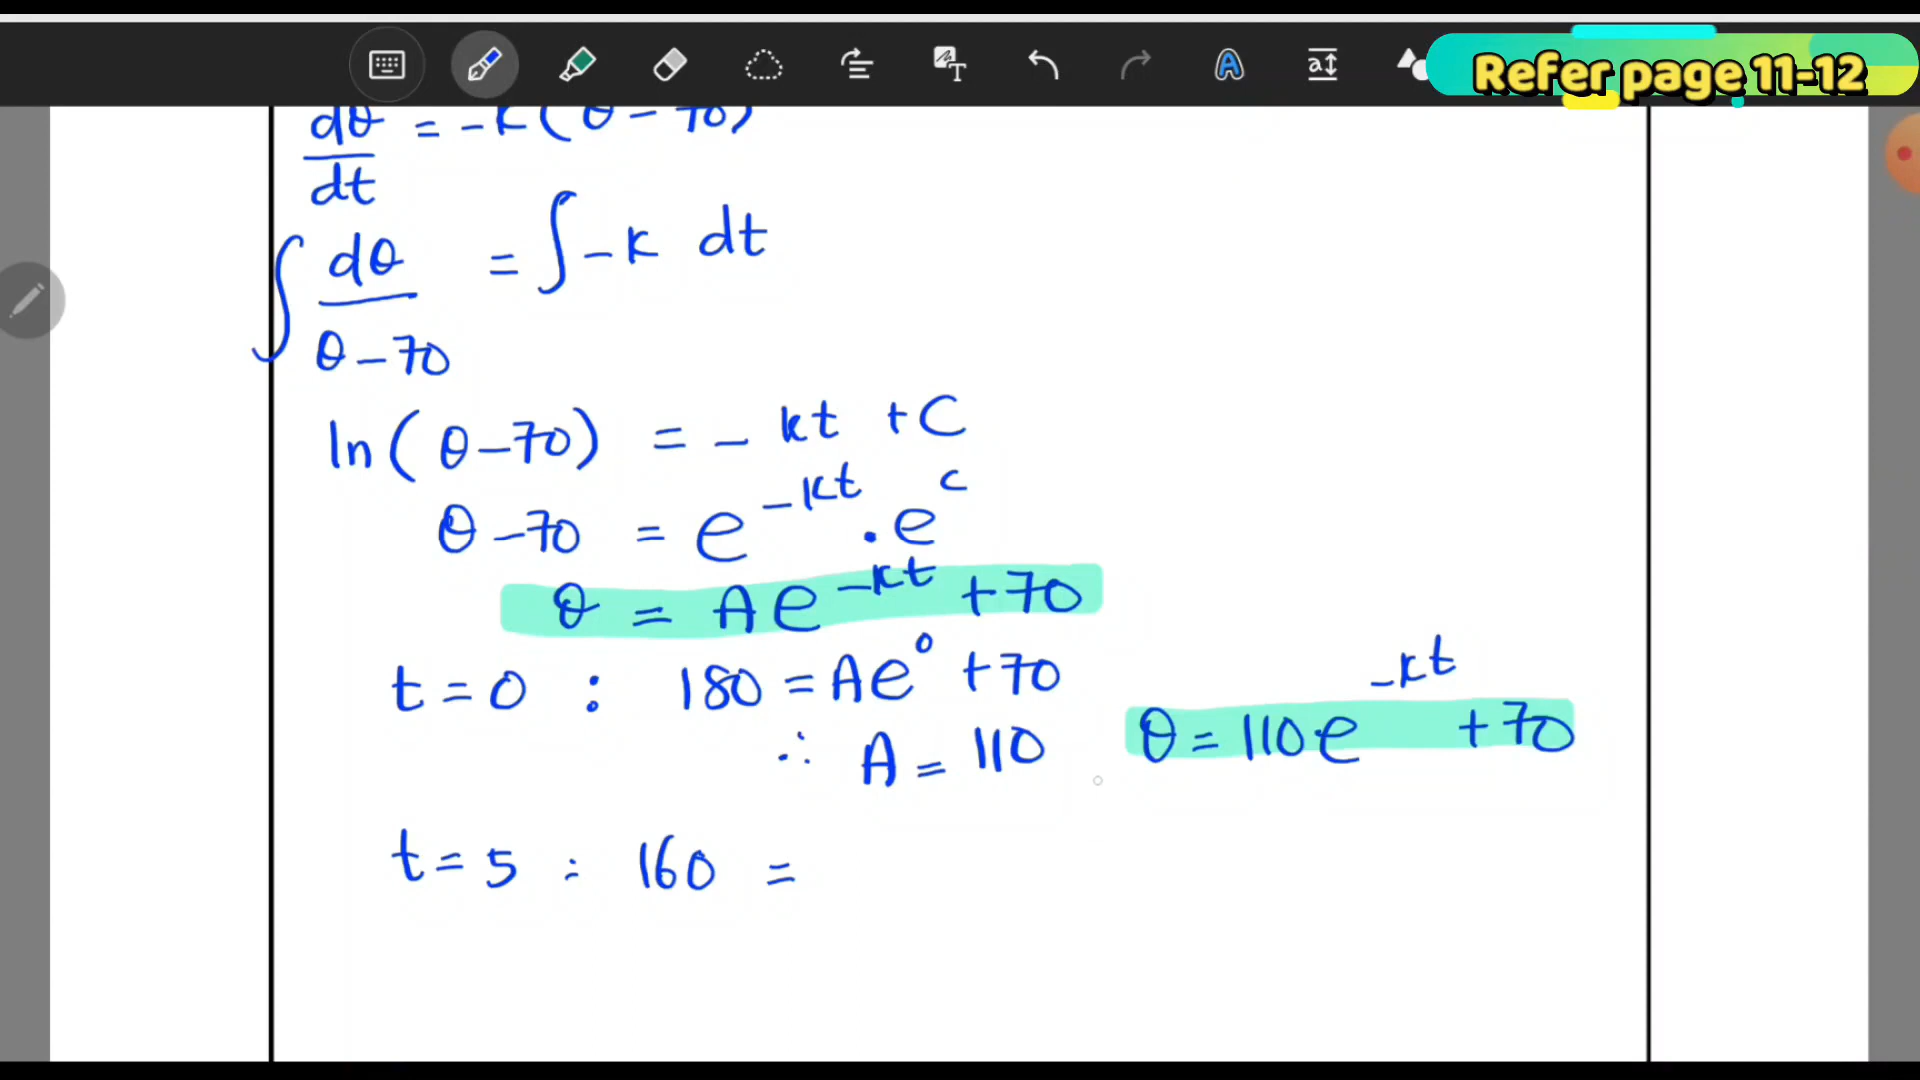 Refer page 11-12
dθ/dt = -k(θ - 70)
∫ dθ/(θ - 70) = ∫ -k dt
ln(θ - 70) = - kt + C
θ - 70 = e^{-kt} . e^{c}
θ = A e^{-kt} + 70
t = 0 : 180 = Ae^{0} + 70
∴ A = 110 θ = 110e^{-kt} + 70
t = 5 : 160 =